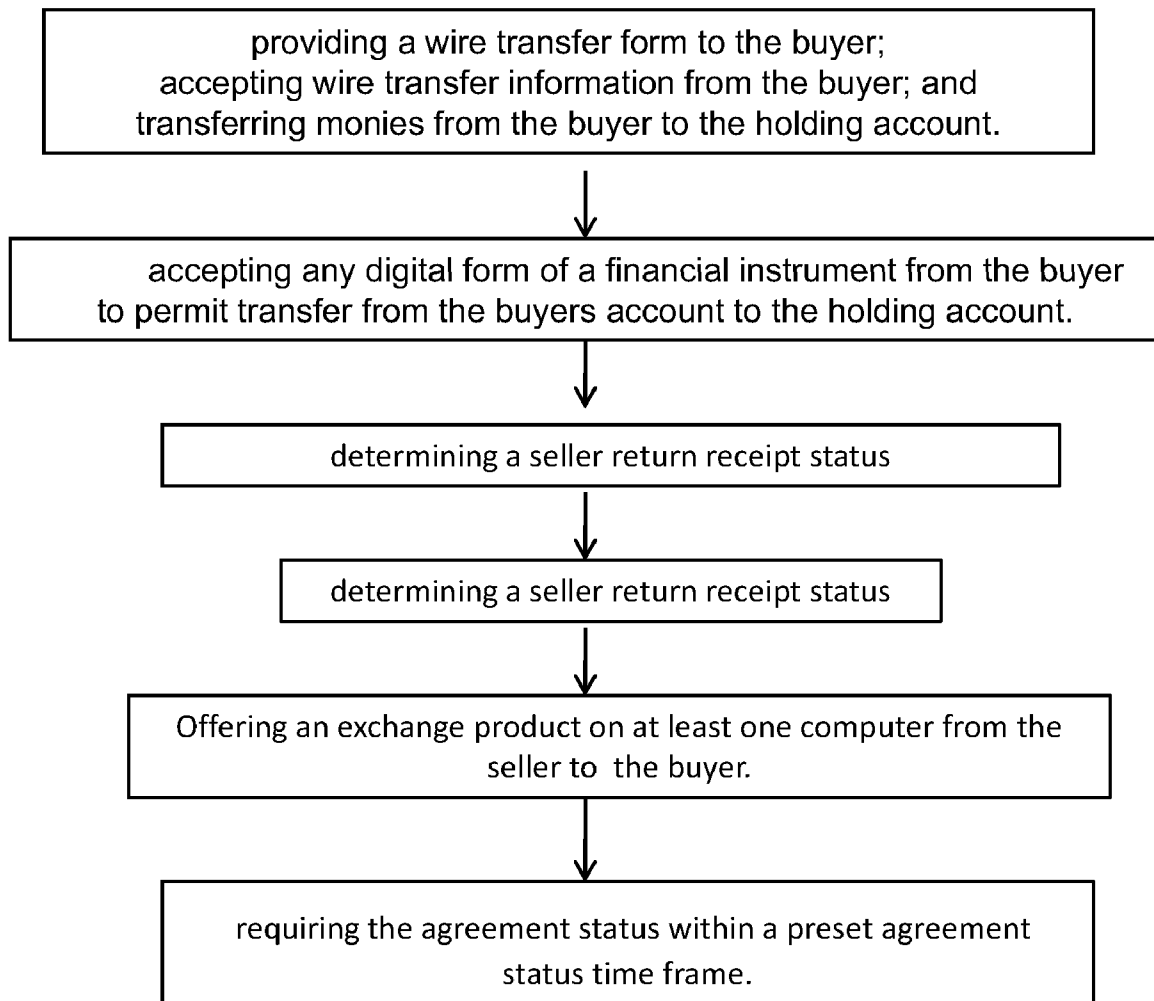 providing a wire transfer form to the buyer;
accepting wire transfer information from the buyer; and
transferring monies from the buyer to the holding account.
accepting any digital form of a financial instrument from the buyer
to permit transfer from the buyers account to the holding account.
determining a seller return receipt status
determining a seller return receipt status
Offering an exchange product on at least one computer from the
seller to the buyer.
requiring the agreement status within a preset agreement
status time frame.